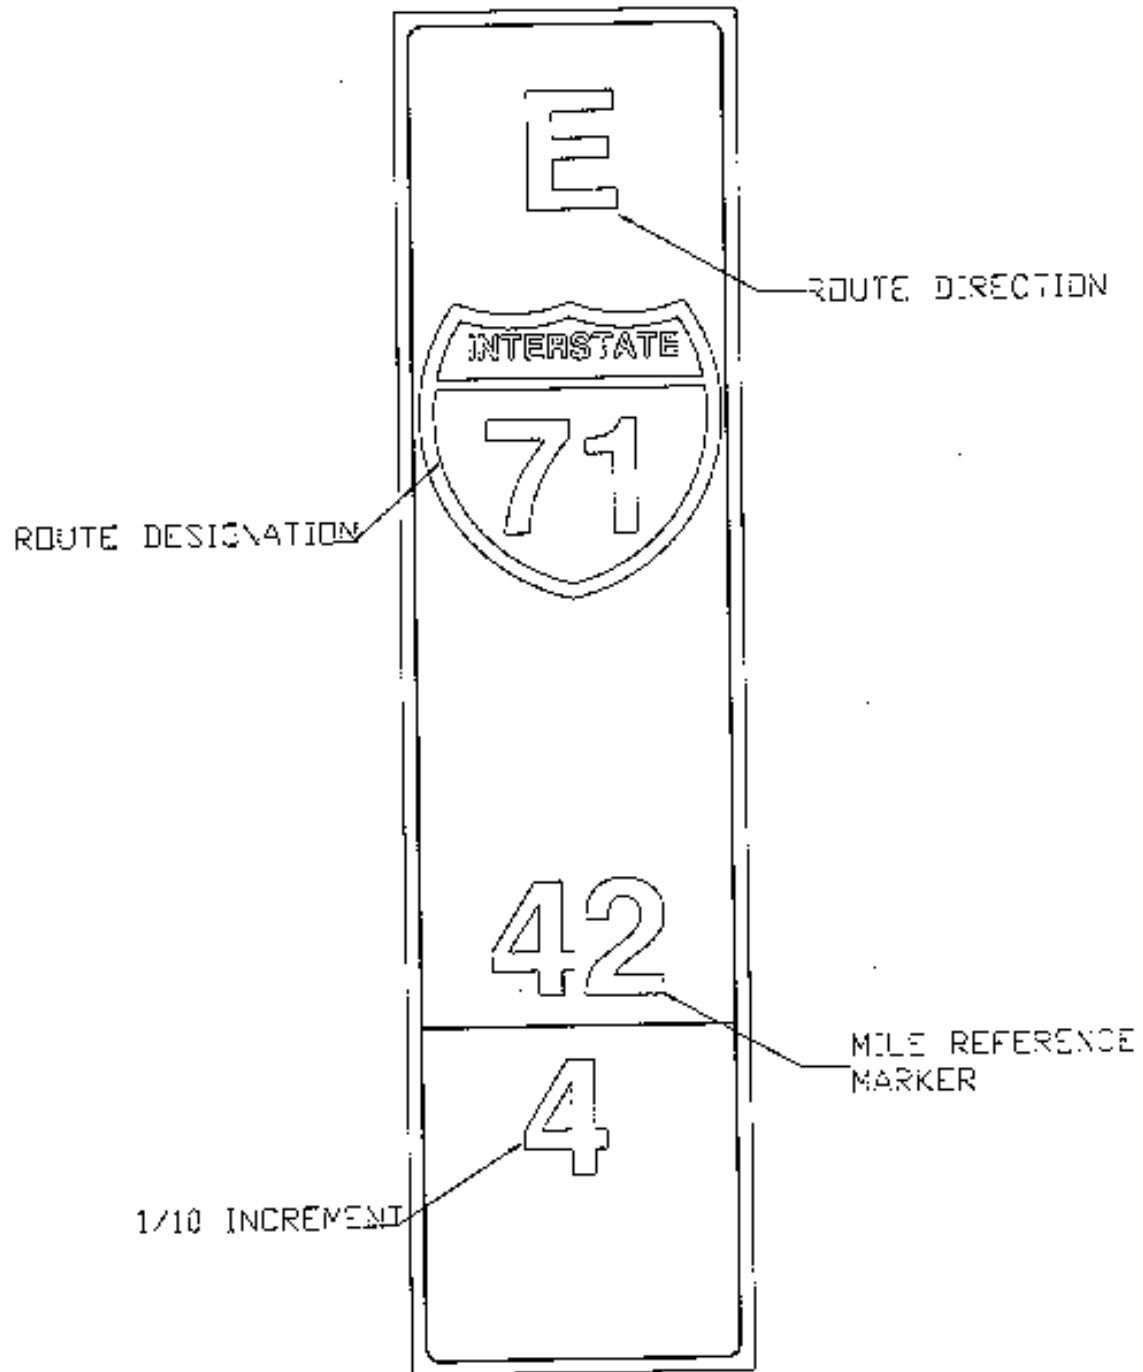 E
ROUTE DIRECTION
INTERSTATE
71
ROUTE DESIGNATION
42
MILE REFERENCE
MARKER
4
1/10 INCREMENT